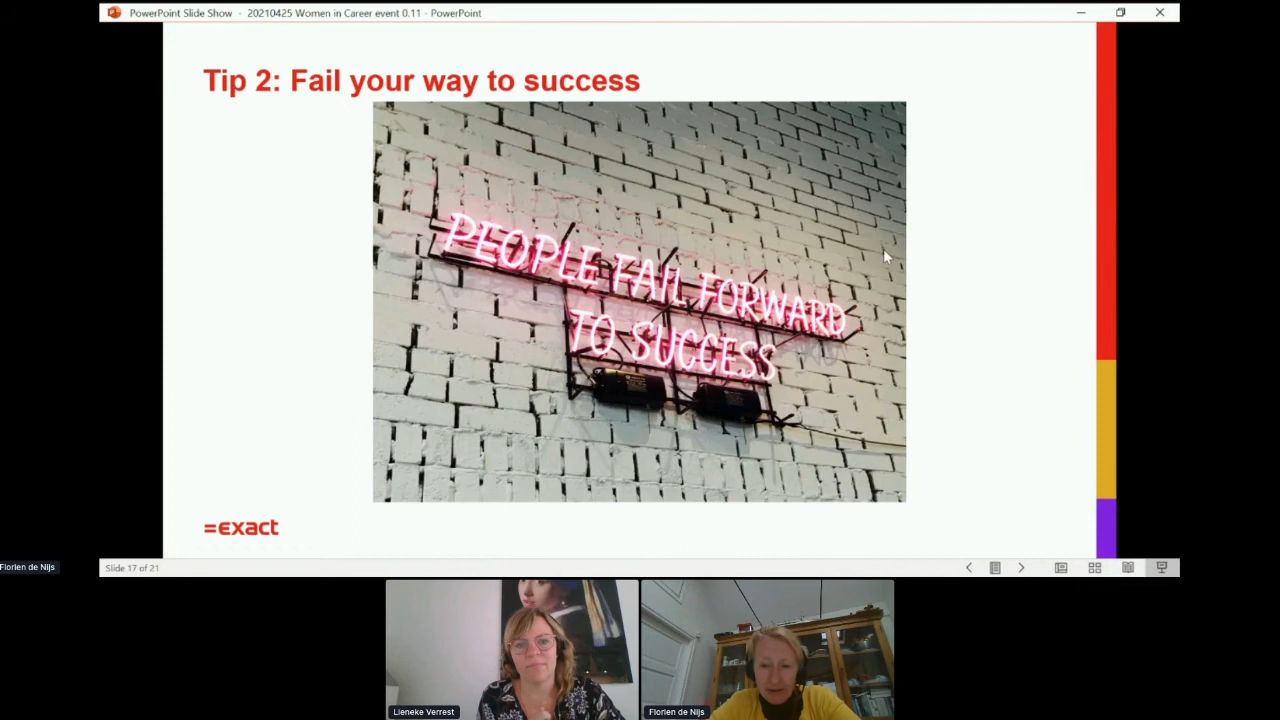 PowerPoint Slide Show - 20210425 Women in Career event 0.11 - PowerPoint
Tip 2: Fail your way to success
PEOPLE FAIL FORWARD
TO SUCCESS
=exact
Slide 17 of 21
Florien de Nijs
Lieneke Verrest
Florien de Nijs